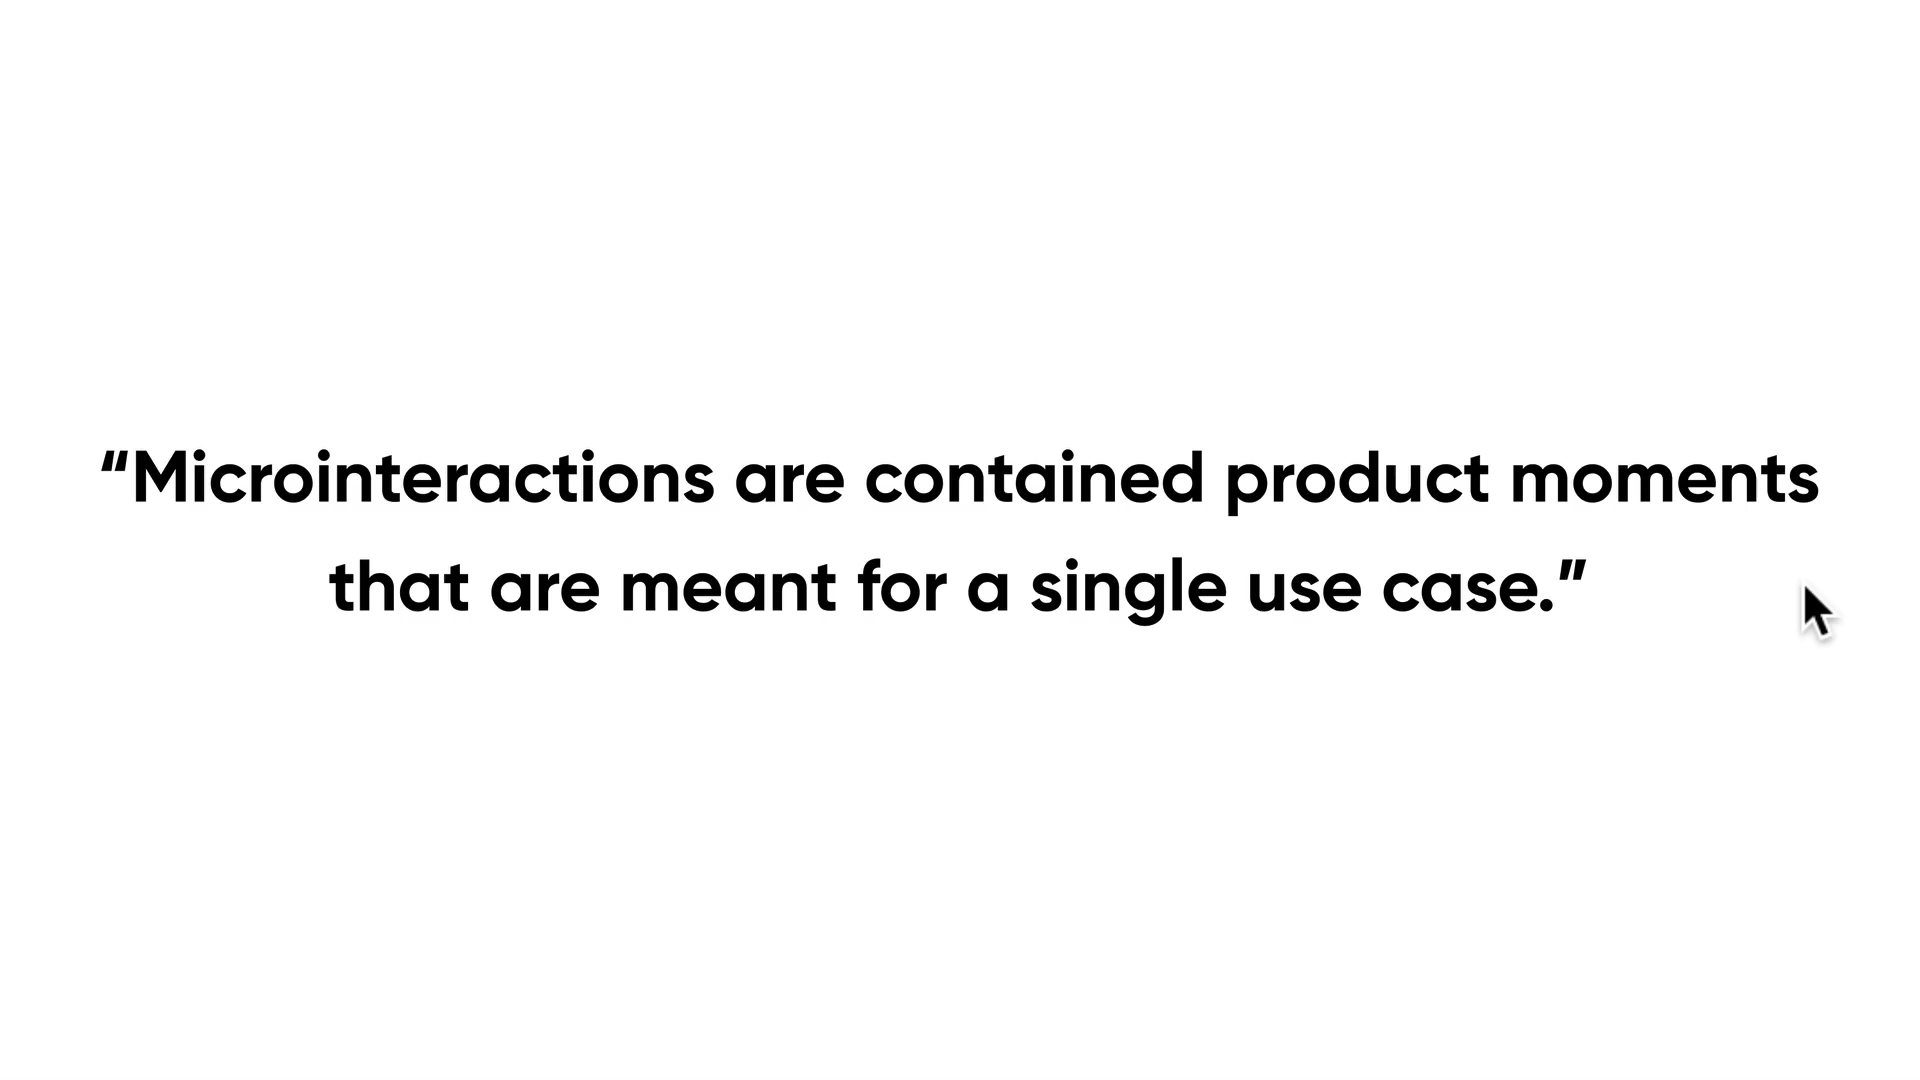 “Microinteractions are contained product moments
that are meant for a single use case.”